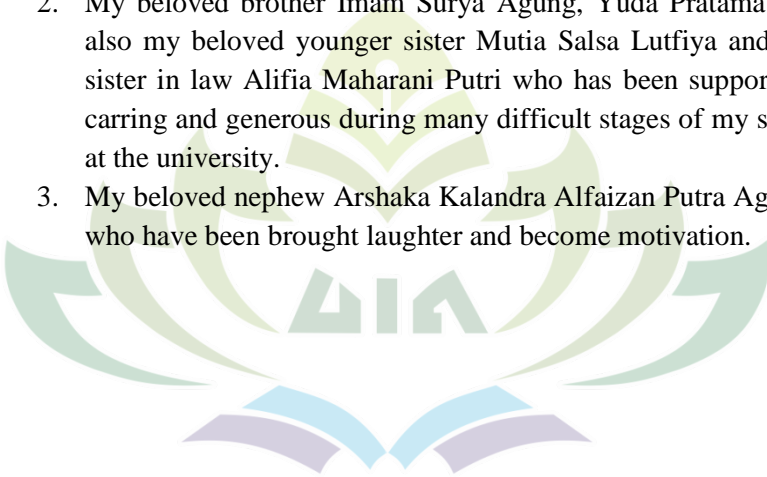 2. My beloved brother Imam Surya Agung, Yuda Pratama
also my beloved younger sister Mutia Salsa Lutfiya and
sister in law Alifia Maharani Putri who has been
carring and generous during many difficult stages of my
at the university.
3. My beloved nephew Arshaka Kalandra Alfaizan Putra
who have been brought laughter and become motivation.
UIN